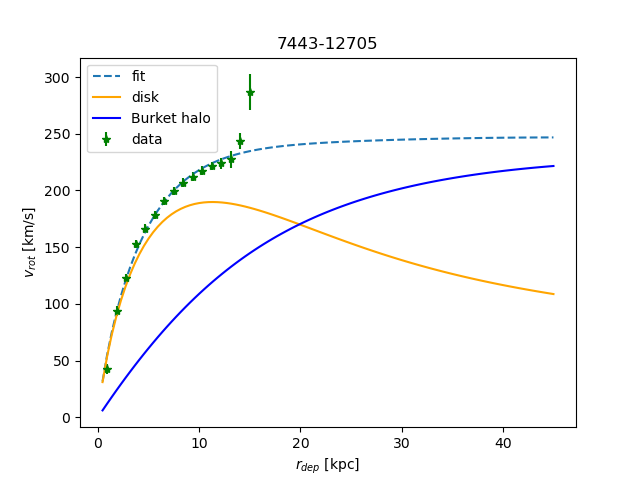 7443-12705
fit
disk
Burket halo
data
300
250
200
150
100
50
0
v_rot [km/s]
0 10 20 30 40
r_dep [kpc]